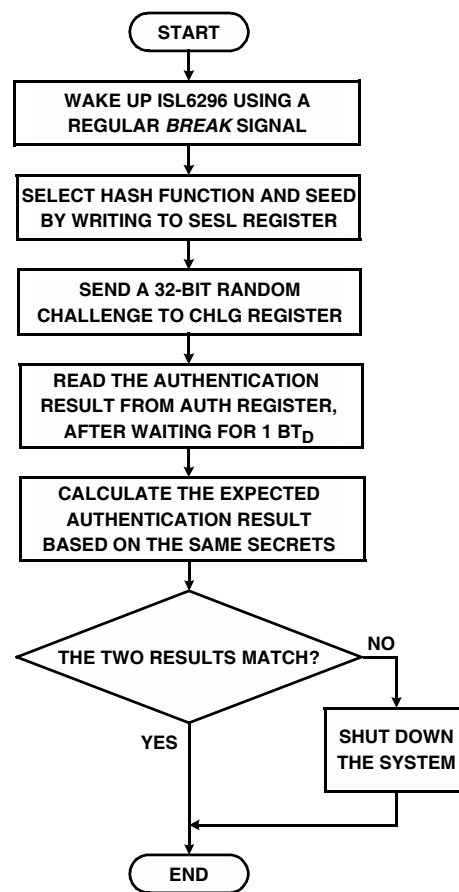 START
WAKE UP ISL6296 USING A
REGULAR BREAK SIGNAL
SELECT HASH FUNCTION AND SEED
BY WRITING TO SESL REGISTER
SEND A 32-BIT RANDOM
CHALLENGE TO CHLG REGISTER
READ THE AUTHENTICATION
RESULT FROM AUTH REGISTER,
AFTER WAITING FOR 1 BTD
CALCULATE THE EXPECTED
AUTHENTICATION RESULT
BASED ON THE SAME SECRETS
THE TWO RESULTS MATCH?
NO
YES
SHUT DOWN
THE SYSTEM
END